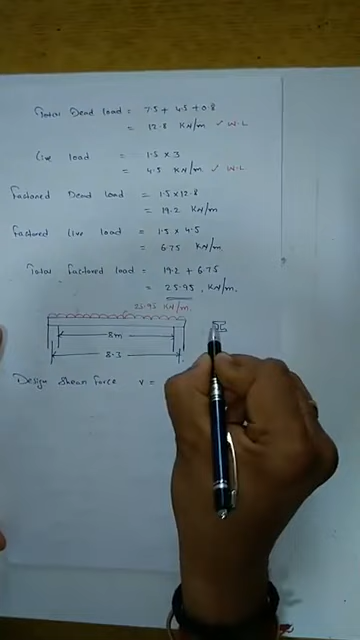 Total Dead load = 7.5 + 4.5 + 0.8
= 12.8 KN/m ✓ W.L
Live load = 1.5 x 3
= 4.5 KN/m ✓ W.L
Factored Dead load = 1.5 x 12.8
= 19.2 KN/m
Factored live load = 1.5 x 4.5
= 6.75 KN/m
Total Factored load = 19.2 + 6.75
= 25.95 KN/m.
25.95 KN/m
8m
8.3
Design Shear force V =